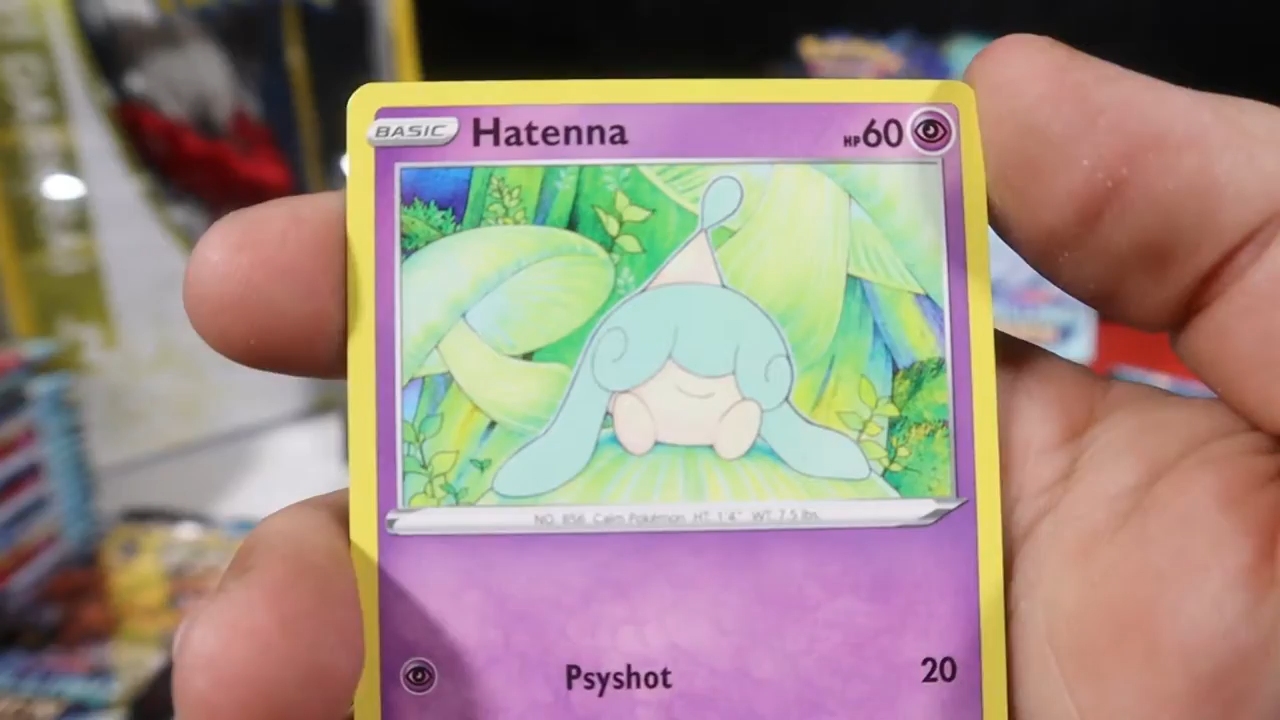 BASIC Hatenna HP 60
NO. 856 Calm Pokémon HT: 1'4" WT: 7.5 lbs.
Psyshot 20